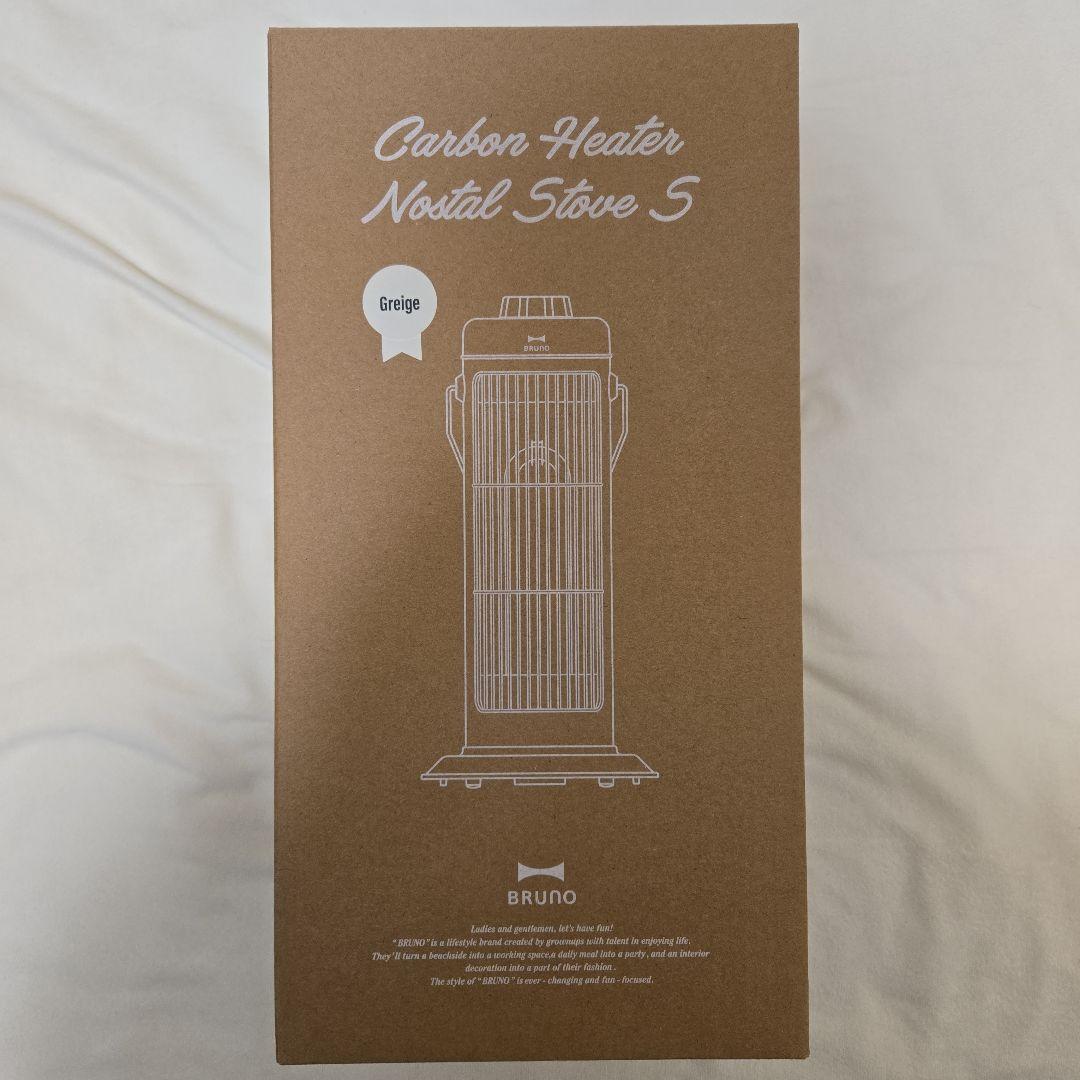 Carbon Heater
Nostal Stove S
Greige
BRUNO
BRUNO
Ladies and gentlemen, let's have fun!
"BRUNO" is a lifestyle brand created by grownups with talent in enjoying life.
They'll turn a beachside into a working space,a daily meal into a party, and an interior
decoration into a part of their fashion.
The style of "BRUNO" is ever - changing and fun - focused.